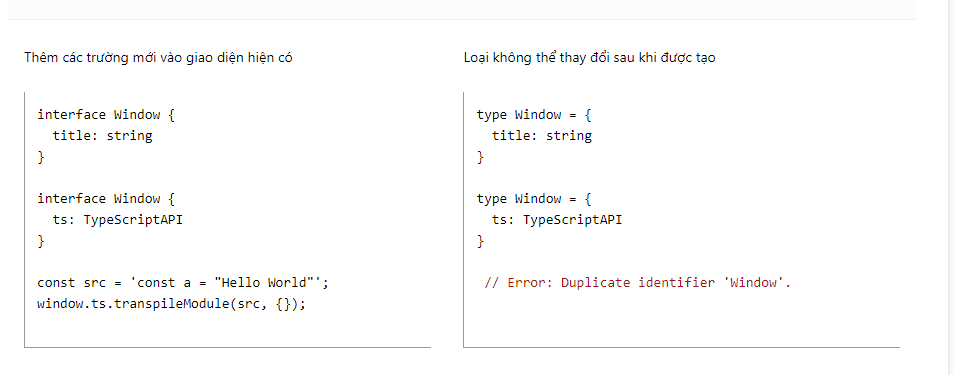 Thêm các trường mới vào giao diện hiện có
interface Window {
  title: string
}
interface Window {
  ts: TypeScriptAPI
}
const src = 'const a = "Hello World"';
window.ts.transpileModule(src, {});
Loại không thể thay đổi sau khi được tạo
type Window = {
  title: string
}
type Window = {
  ts: TypeScriptAPI
}
// Error: Duplicate identifier 'Window'.